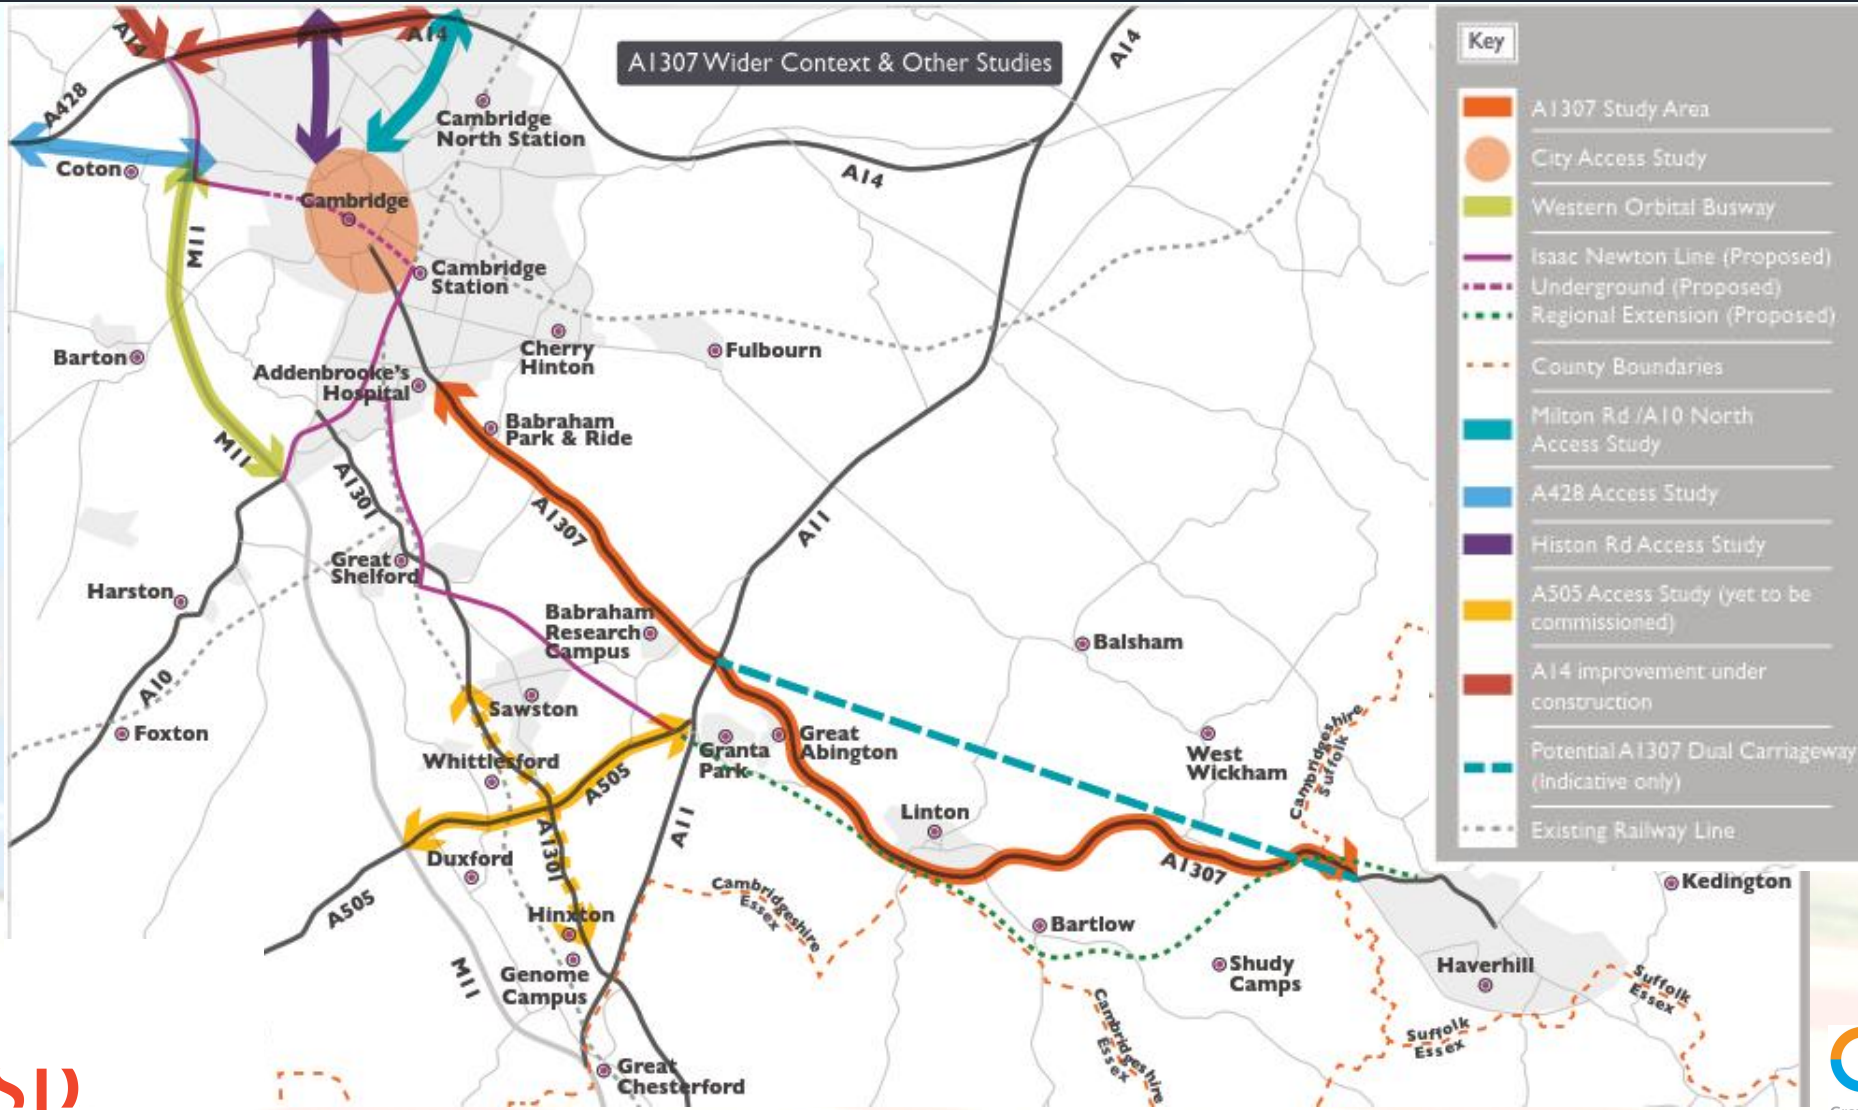 A1307 Wider Context & Other Studies
A14
A14
A14
A14
A428
Coton
Cambridge
North Station
Cambridge
M11
Cambridge
Station
Barton
Cherry
Hinton
Fulbourn
Addenbrooke's
Hospital
Babraham
Park & Ride
M11
A1301
A1307
A11
Great
Shelford
Harston
Babraham
Research
Campus
Balsham
A10
Sawston
Foxton
Granta
Park
Great
Abington
West
Wickham
Cambridgeshire
Suffolk
Whittlesford
A505
Linton
A11
A1301
Duxford
A1307
Cambridgeshire
Essex
A505
Hinxton
Bartlow
Kedington
M11
Genome
Campus
Shudy
Camps
Haverhill
Suffolk
Essex
Cambridgeshire
Essex
Suffolk
Essex
Great
Chesterford
Key
A1307 Study Area
City Access Study
Western Orbital Busway
Isaac Newton Line (Proposed)
Underground (Proposed)
Regional Extension (Proposed)
County Boundaries
Milton Rd /A10 North
Access Study
A428 Access Study
Histon Rd Access Study
A505 Access Study (yet to be
commissioned)
A14 improvement under
construction
Potential A1307 Dual Carriageway
(Indicative only)
Existing Railway Line